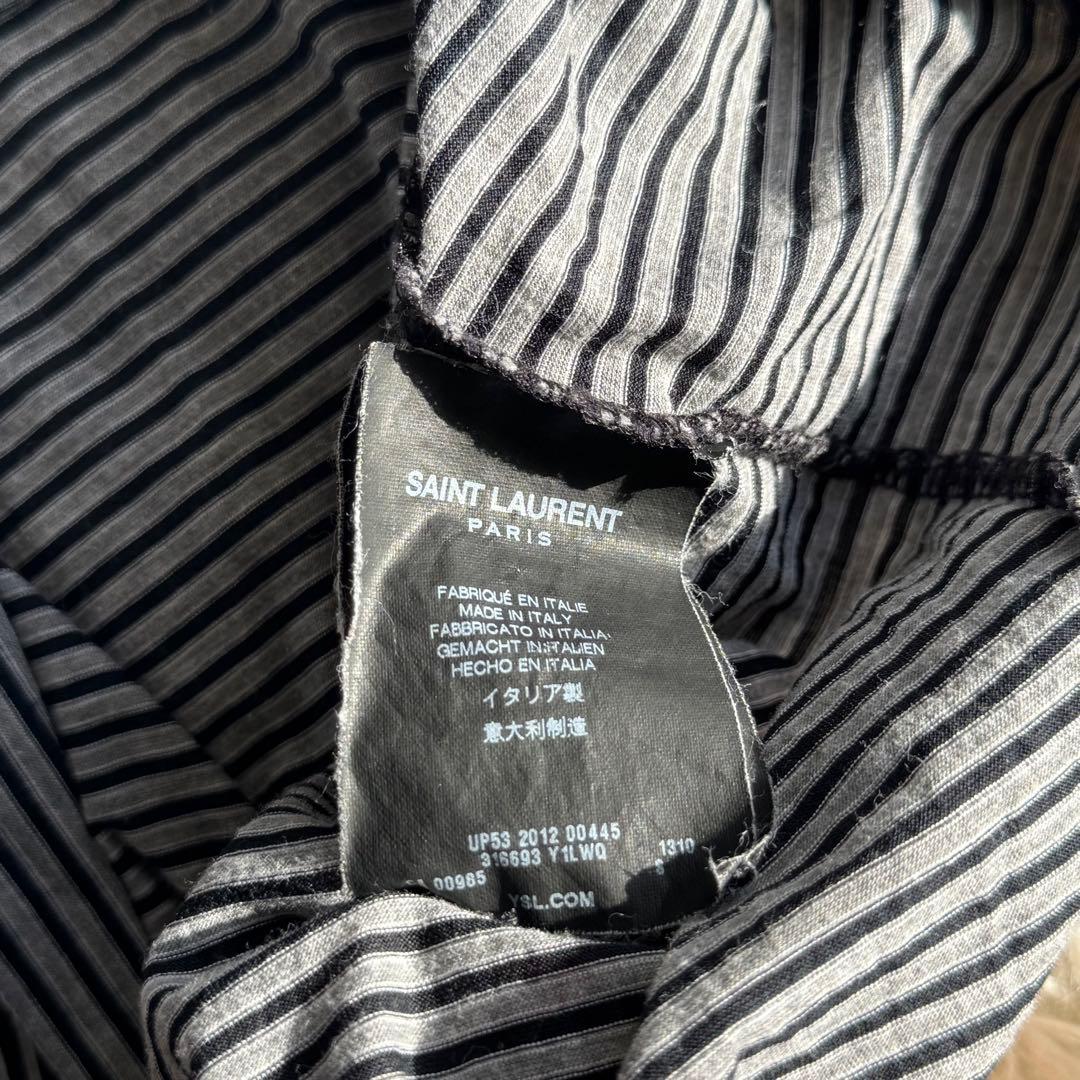 SAINT LAURENT
PARIS
FABRIQUÉ EN ITALIE
MADE IN ITALY
FABBRICATO IN ITALIA
GEMACHT IN ITALIEN
HECHO EN ITALIA
イタリア製
意大利制造
UP53 2012 00445
316693 Y1LWQ 1310
00985 S
YSL.COM